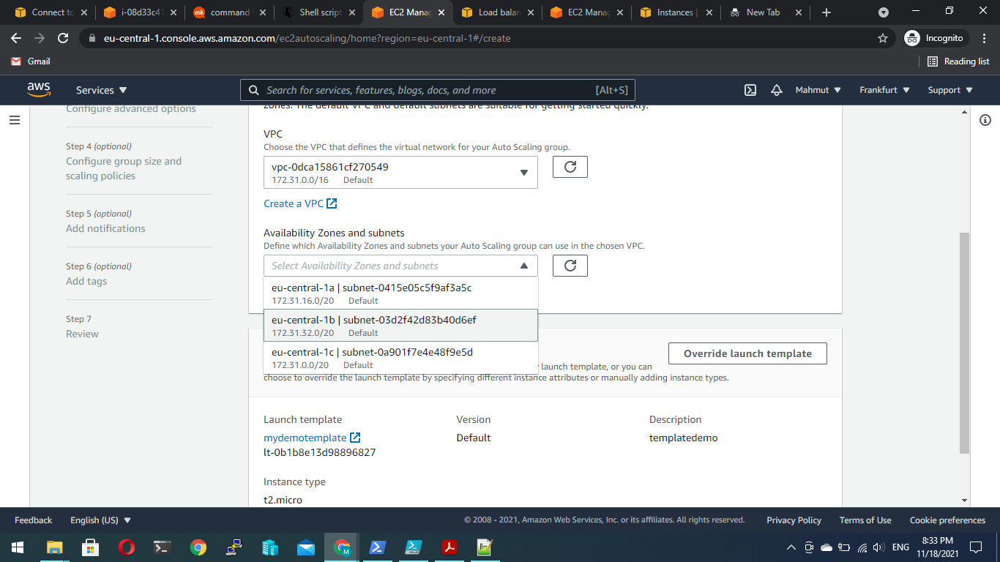 Connect to
i-08d33c41
ask
command
Shell script
EC2 Manag
Load balan
EC2 Manag
Instances |
New Tab
eu-central-1.console.aws.amazon.com/ec2autoscaling/home?region=eu-central-1#/create
Incognito
Gmail
Reading list
aws
Services
Search for services, features, blogs, docs, and more
[Alt+S]
Mahmut
Frankfurt
Support
Configure advanced options
zones. The default VPC and default subnets are suitable for getting started quickly.
Step 4 (optional)
Configure group size and
scaling policies
Step 5 (optional)
Add notifications
Step 6 (optional)
Add tags
Step 7
Review
VPC
Choose the VPC that defines the virtual network for your Auto Scaling group.
vpc-0dca15861cf270549
172.31.0.0/16 Default
Create a VPC
Availability Zones and subnets
Define which Availability Zones and subnets your Auto Scaling group can use in the chosen VPC.
Select Availability Zones and subnets
eu-central-1a | subnet-0415e05c5f9af3a5c
172.31.16.0/20 Default
eu-central-1b | subnet-03d2f42d83b40d6ef
172.31.32.0/20 Default
eu-central-1c | subnet-0a901f7e4e48f9e5d
172.31.0.0/20 Default
Override launch template
launch template, or you can
choose to override the launch template by specifying different instance attributes or manually adding instance types.
Launch template
mydemotemplate
lt-0b1b8e13d98896827
Version
Default
Description
templatedemo
Instance type
t2.micro
Feedback
English (US)
© 2008 - 2021, Amazon Web Services, Inc. or its affiliates. All rights reserved.
Privacy Policy
Terms of Use
Cookie preferences
M
ENG
8:33 PM
11/18/2021